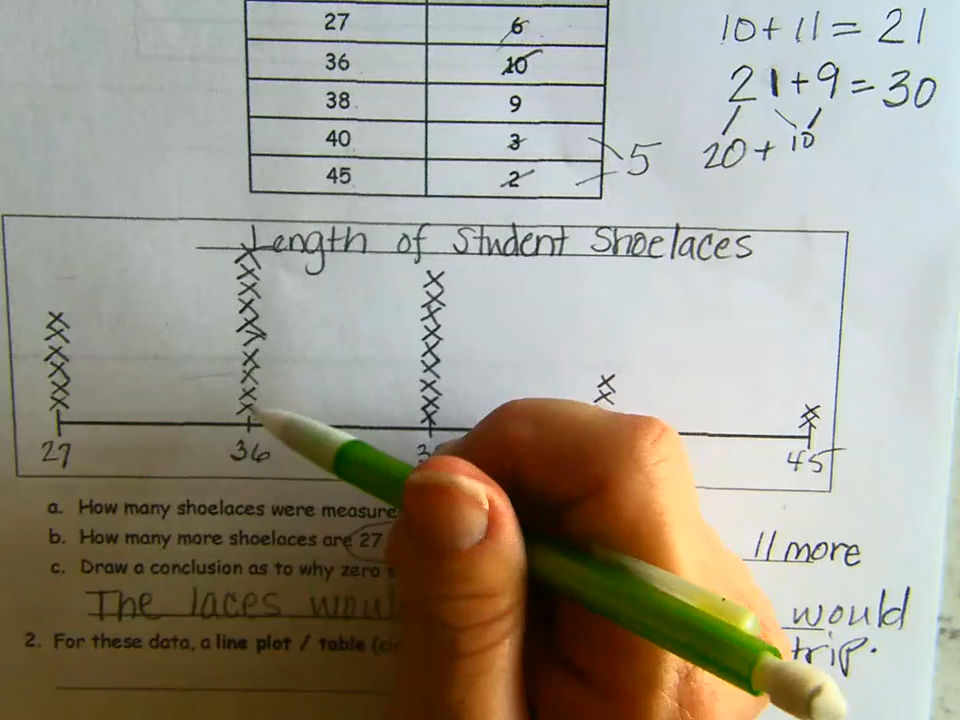 27 6
36 10
38 9
40 3
45 2
5
10+11=21
21+9=30
20+10
Length of Student Shoelaces
27 36 45
a. How many shoelaces were measure
b. How many more shoelaces are 27
11 more
c. Draw a conclusion as to why zero
The laces would
would
trip.
2. For these data, a line plot / table